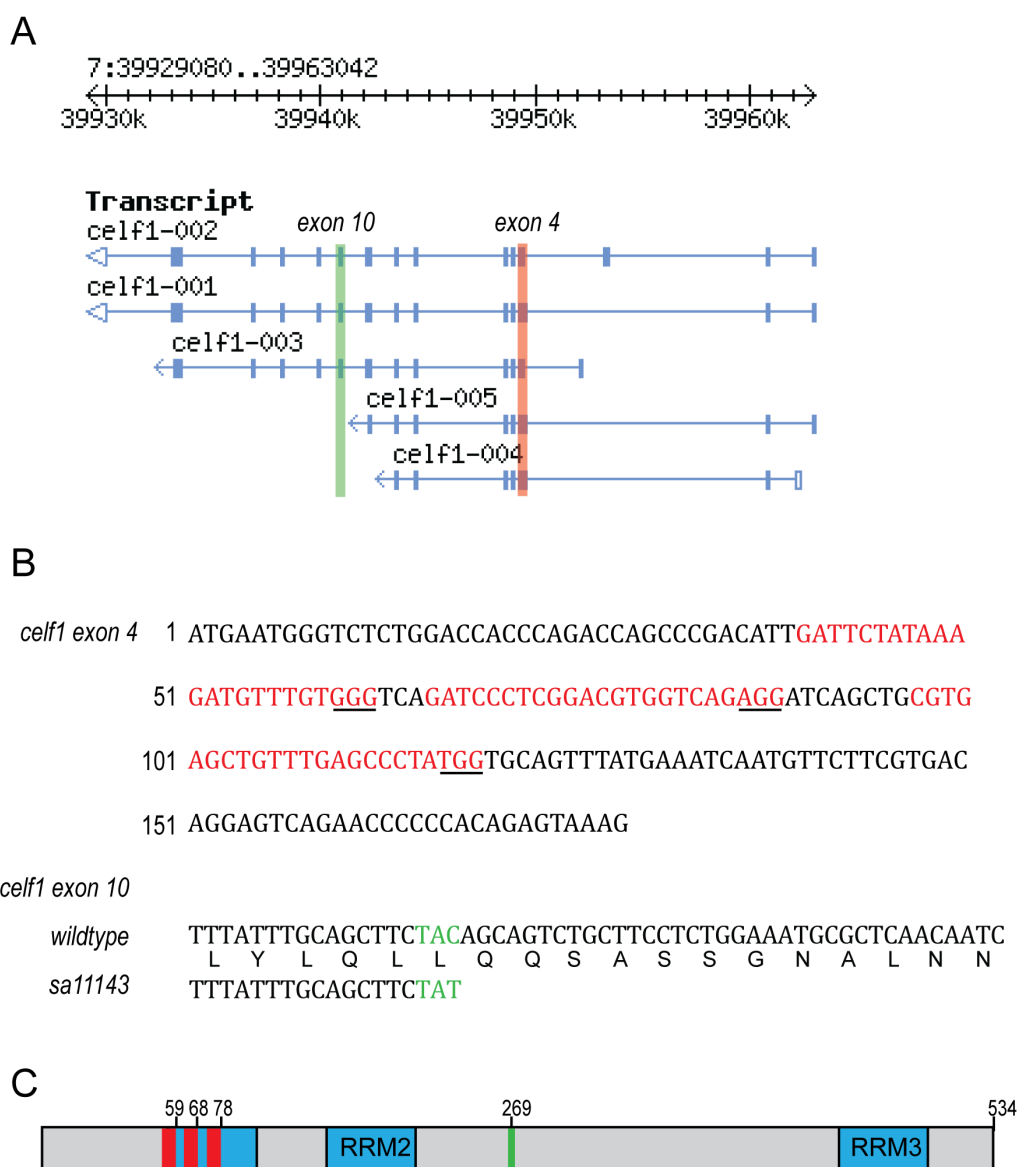 A
7:39929080..39963042
39930k 39940k 39950k 39960k
Transcript
exon 10 exon 4
celf1-002
celf1-001
celf1-003
celf1-005
celf1-004
B
celf1 exon 4 1 ATGAATGGGTCTCTGGACCACCCAGACCAGCCCGACATTGATTCTATAAA
51 GATGTTTGTGGGTCAGATCCCTCGGACGTGGTCAGAGGATCAGCTGCGTG
101 AGCTGTTTGAGCCCTATGGTGCAGTTTATGAAATCAATGTTCTTCGTGAC
151 AGGAGTCAGAACCCCCCACAGAGTAAAG
celf1 exon 10
wildtype TTTATTTGCAGCTTCTACAGCAGTCTGCTTCCTCTGGAAATGCGCTCAACAATC
L Y L Q L L Q Q S A S S G N A L N N
sa11143 TTTATTTGCAGCTTCTAT
C
59 68 78 269 534
RRM2 RRM3